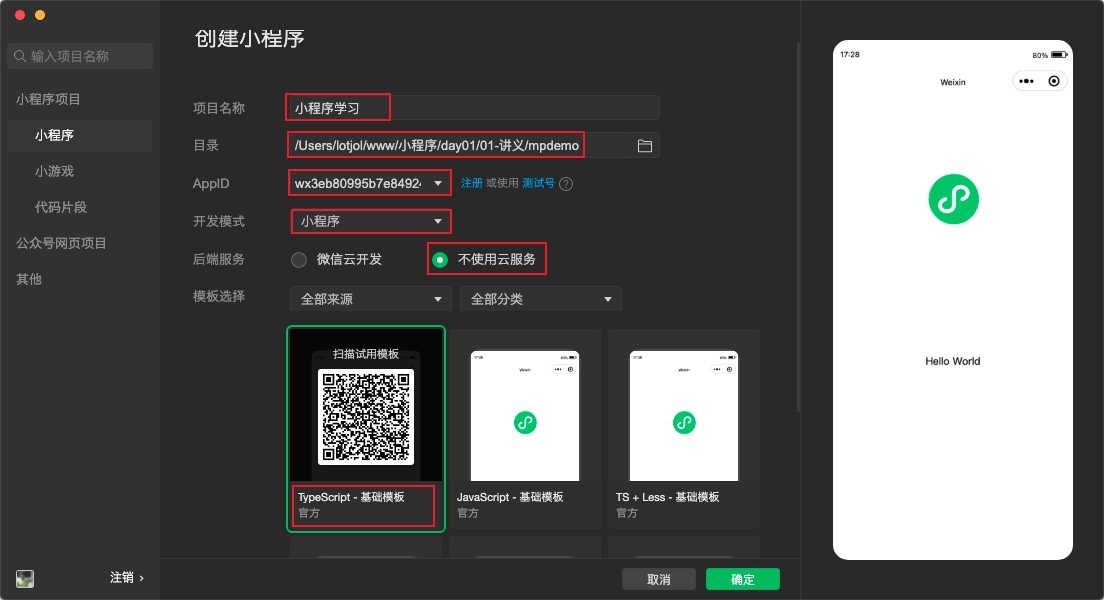 创建小程序
输入项目名称
小程序项目
小程序
小游戏
代码片段
公众号网页项目
其他
注销 ›
项目名称
小程序学习
目录
/Users/lotjol/www/小程序/day01/01-讲义/mpdemo
AppID
wx3eb80995b7e8492
注册 或使用 测试号 ?
开发模式
小程序
后端服务
微信云开发
不使用云服务
模板选择
全部来源
全部分类
扫描试用模板
TypeScript - 基础模板
官方
17:28
80%
Weixin
JavaScript - 基础模板
官方
17:28
80%
Weixin
TS + Less - 基础模板
官方
取消
确定
17:28
80%
Weixin
Hello World